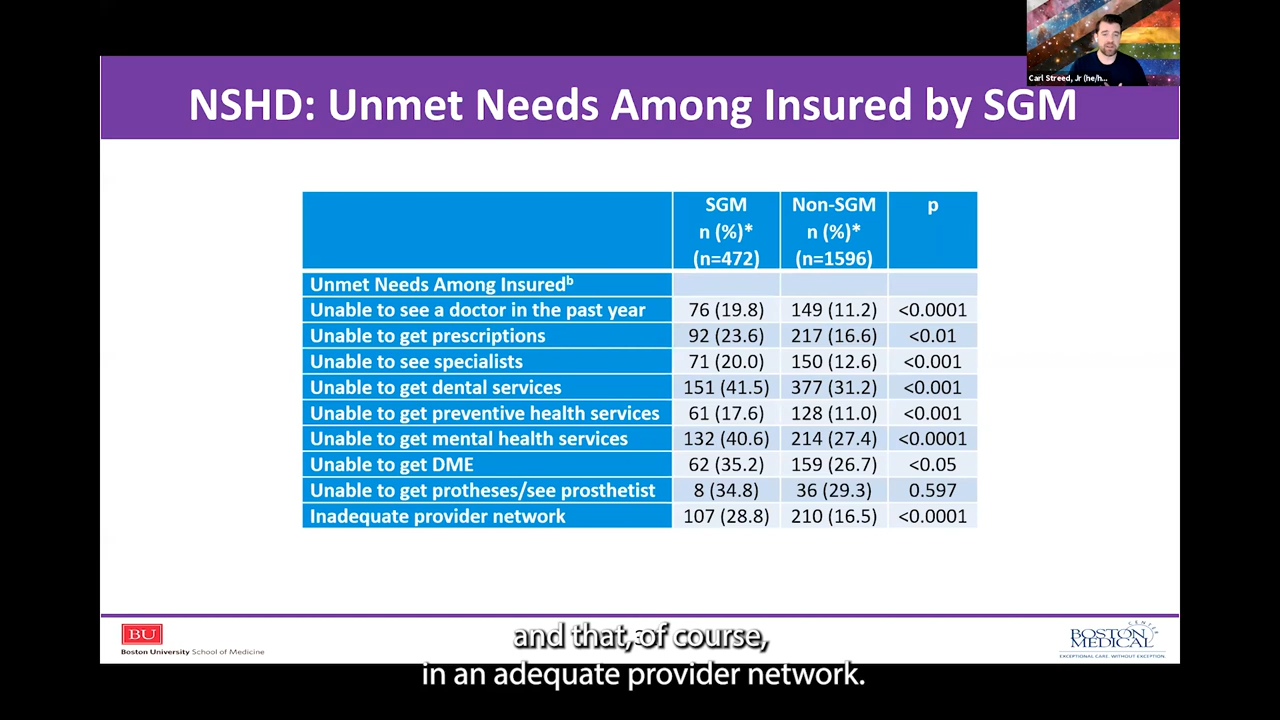 Carl Streed, Jr (he/h...
NSHD: Unmet Needs Among Insured by SGM
SGM n (%)* (n=472) Non-SGM n (%)* (n=1596) p
Unmet Needs Among Insuredᵇ
Unable to see a doctor in the past year 76 (19.8) 149 (11.2) <0.0001
Unable to get prescriptions 92 (23.6) 217 (16.6) <0.01
Unable to see specialists 71 (20.0) 150 (12.6) <0.001
Unable to get dental services 151 (41.5) 377 (31.2) <0.001
Unable to get preventive health services 61 (17.6) 128 (11.0) <0.001
Unable to get mental health services 132 (40.6) 214 (27.4) <0.0001
Unable to get DME 62 (35.2) 159 (26.7) <0.05
Unable to get protheses/see prosthetist 8 (34.8) 36 (29.3) 0.597
Inadequate provider network 107 (28.8) 210 (16.5) <0.0001
BU
Boston University School of Medicine
BOSTON
MEDICAL
CENTER
EXCEPTIONAL CARE. WITHOUT EXCEPTION.
and that, of course,
in an adequate provider network.